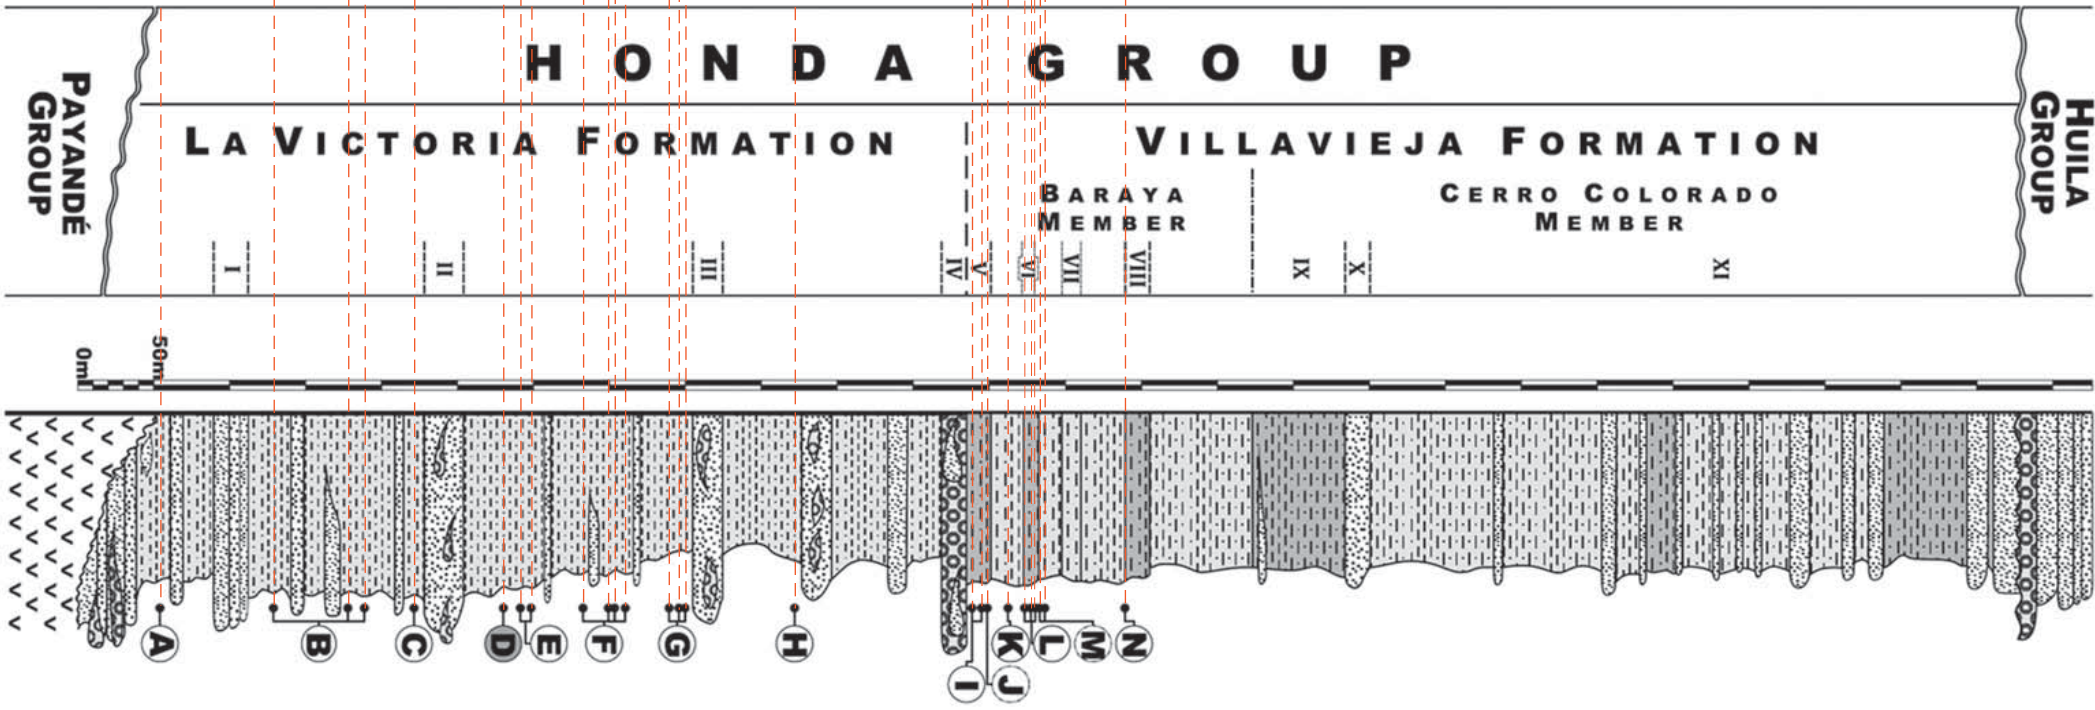 HONDA GROUP
PAYANDÉ
GROUP
LA VICTORIA FORMATION
VILLAVIEJA FORMATION
HUILA
GROUP
BARAYA
MEMBER
CERRO COLORADO
MEMBER
I
II
III
IV
V
VI
VII
VIII
IX
X
XI
0m
50m
A
B
C
D
E
F
G
H
K
L
M
N
I
J